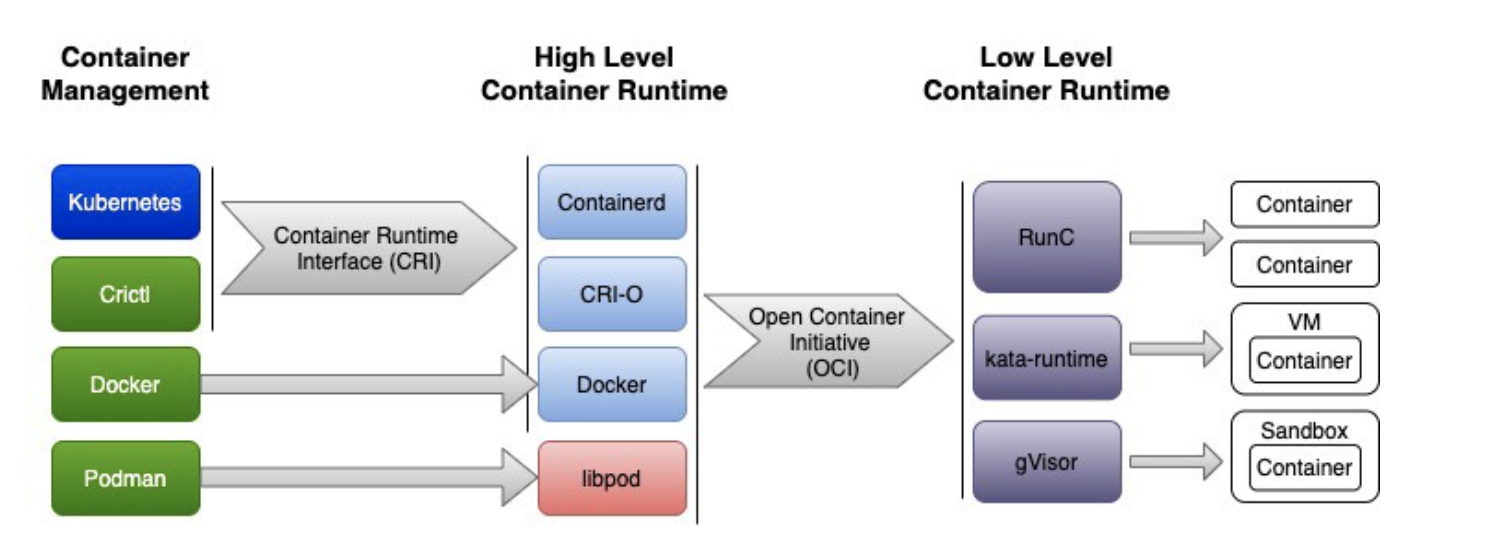 Container
Management
High Level
Container Runtime
Low Level
Container Runtime
Kubernetes
Crictl
Docker
Podman
Container Runtime
Interface (CRI)
Containerd
CRI-O
Docker
libpod
Open Container
Initiative
(OCI)
RunC
kata-runtime
gVisor
Container
Container
VM
Container
Sandbox
Container